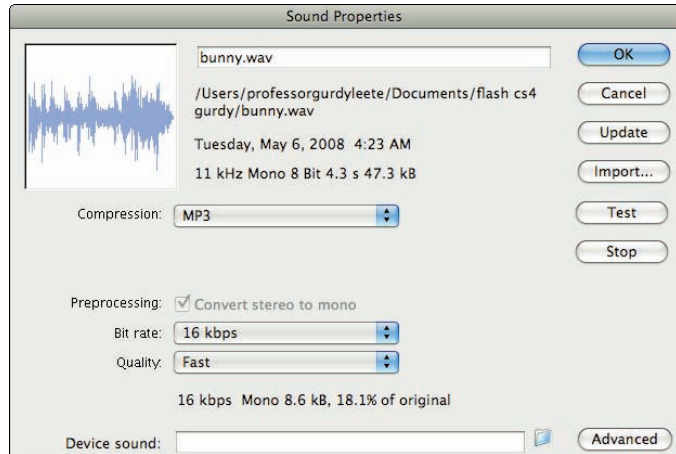 Sound Properties
bunny.wav
OK
/Users/professorgurdyleete/Documents/flash cs4
gurdy/bunny.wav
Cancel
Tuesday, May 6, 2008 4:23 AM
Update
11 kHz Mono 8 Bit 4.3 s 47.3 kB
Import...
Compression: MP3
Test
Stop
Preprocessing: Convert stereo to mono
Bit rate: 16 kbps
Quality: Fast
16 kbps Mono 8.6 kB, 18.1% of original
Device sound:
Advanced